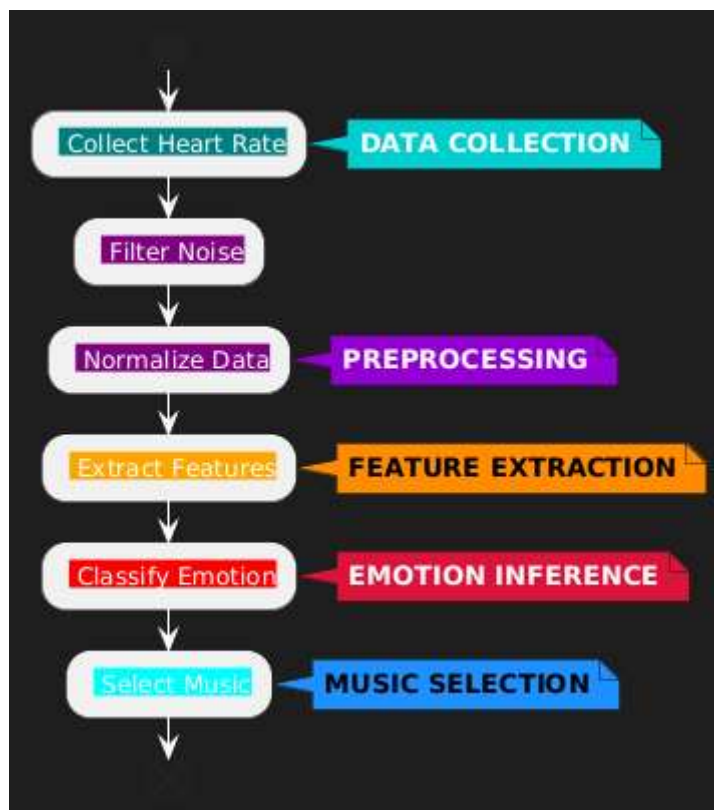 Collect Heart Rate
DATA COLLECTION
Filter Noise
Normalize Data
PREPROCESSING
Extract Features
FEATURE EXTRACTION
Classify Emotion
EMOTION INFERENCE
Select Music
MUSIC SELECTION